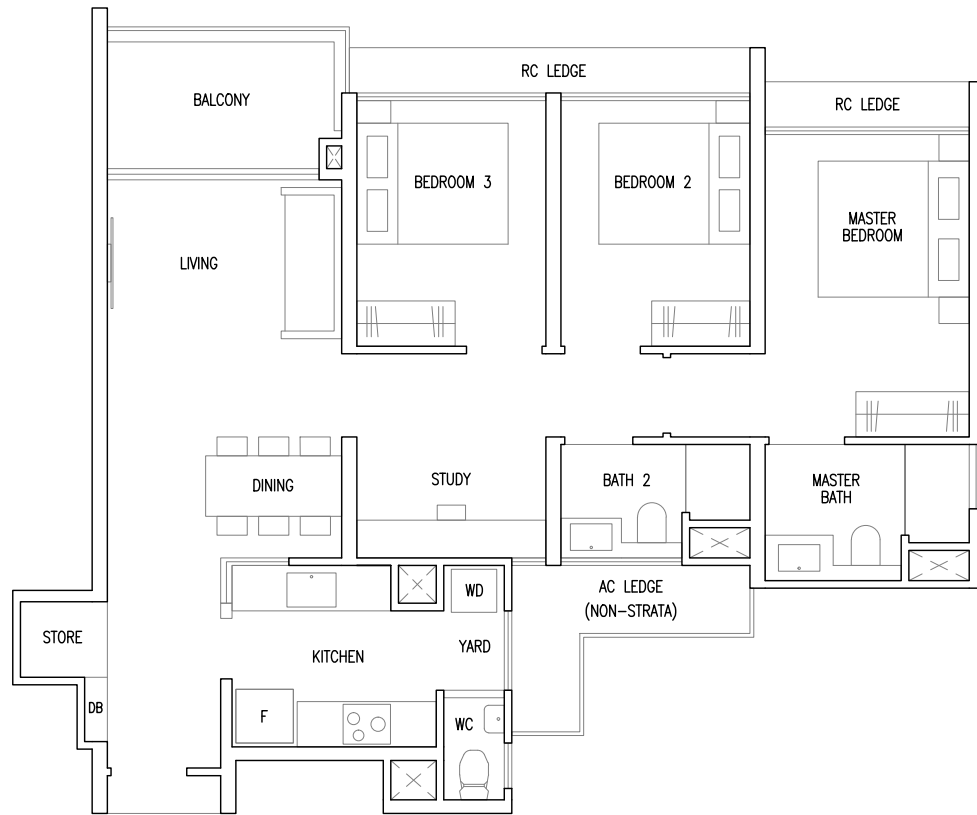 RC LEDGE
BALCONY
RC LEDGE
BEDROOM 3
BEDROOM 2
MASTER
BEDROOM
LIVING
DINING
STUDY
BATH 2
MASTER
BATH
WD
AC LEDGE
(NON-STRATA)
STORE
KITCHEN
YARD
DB
F
WC